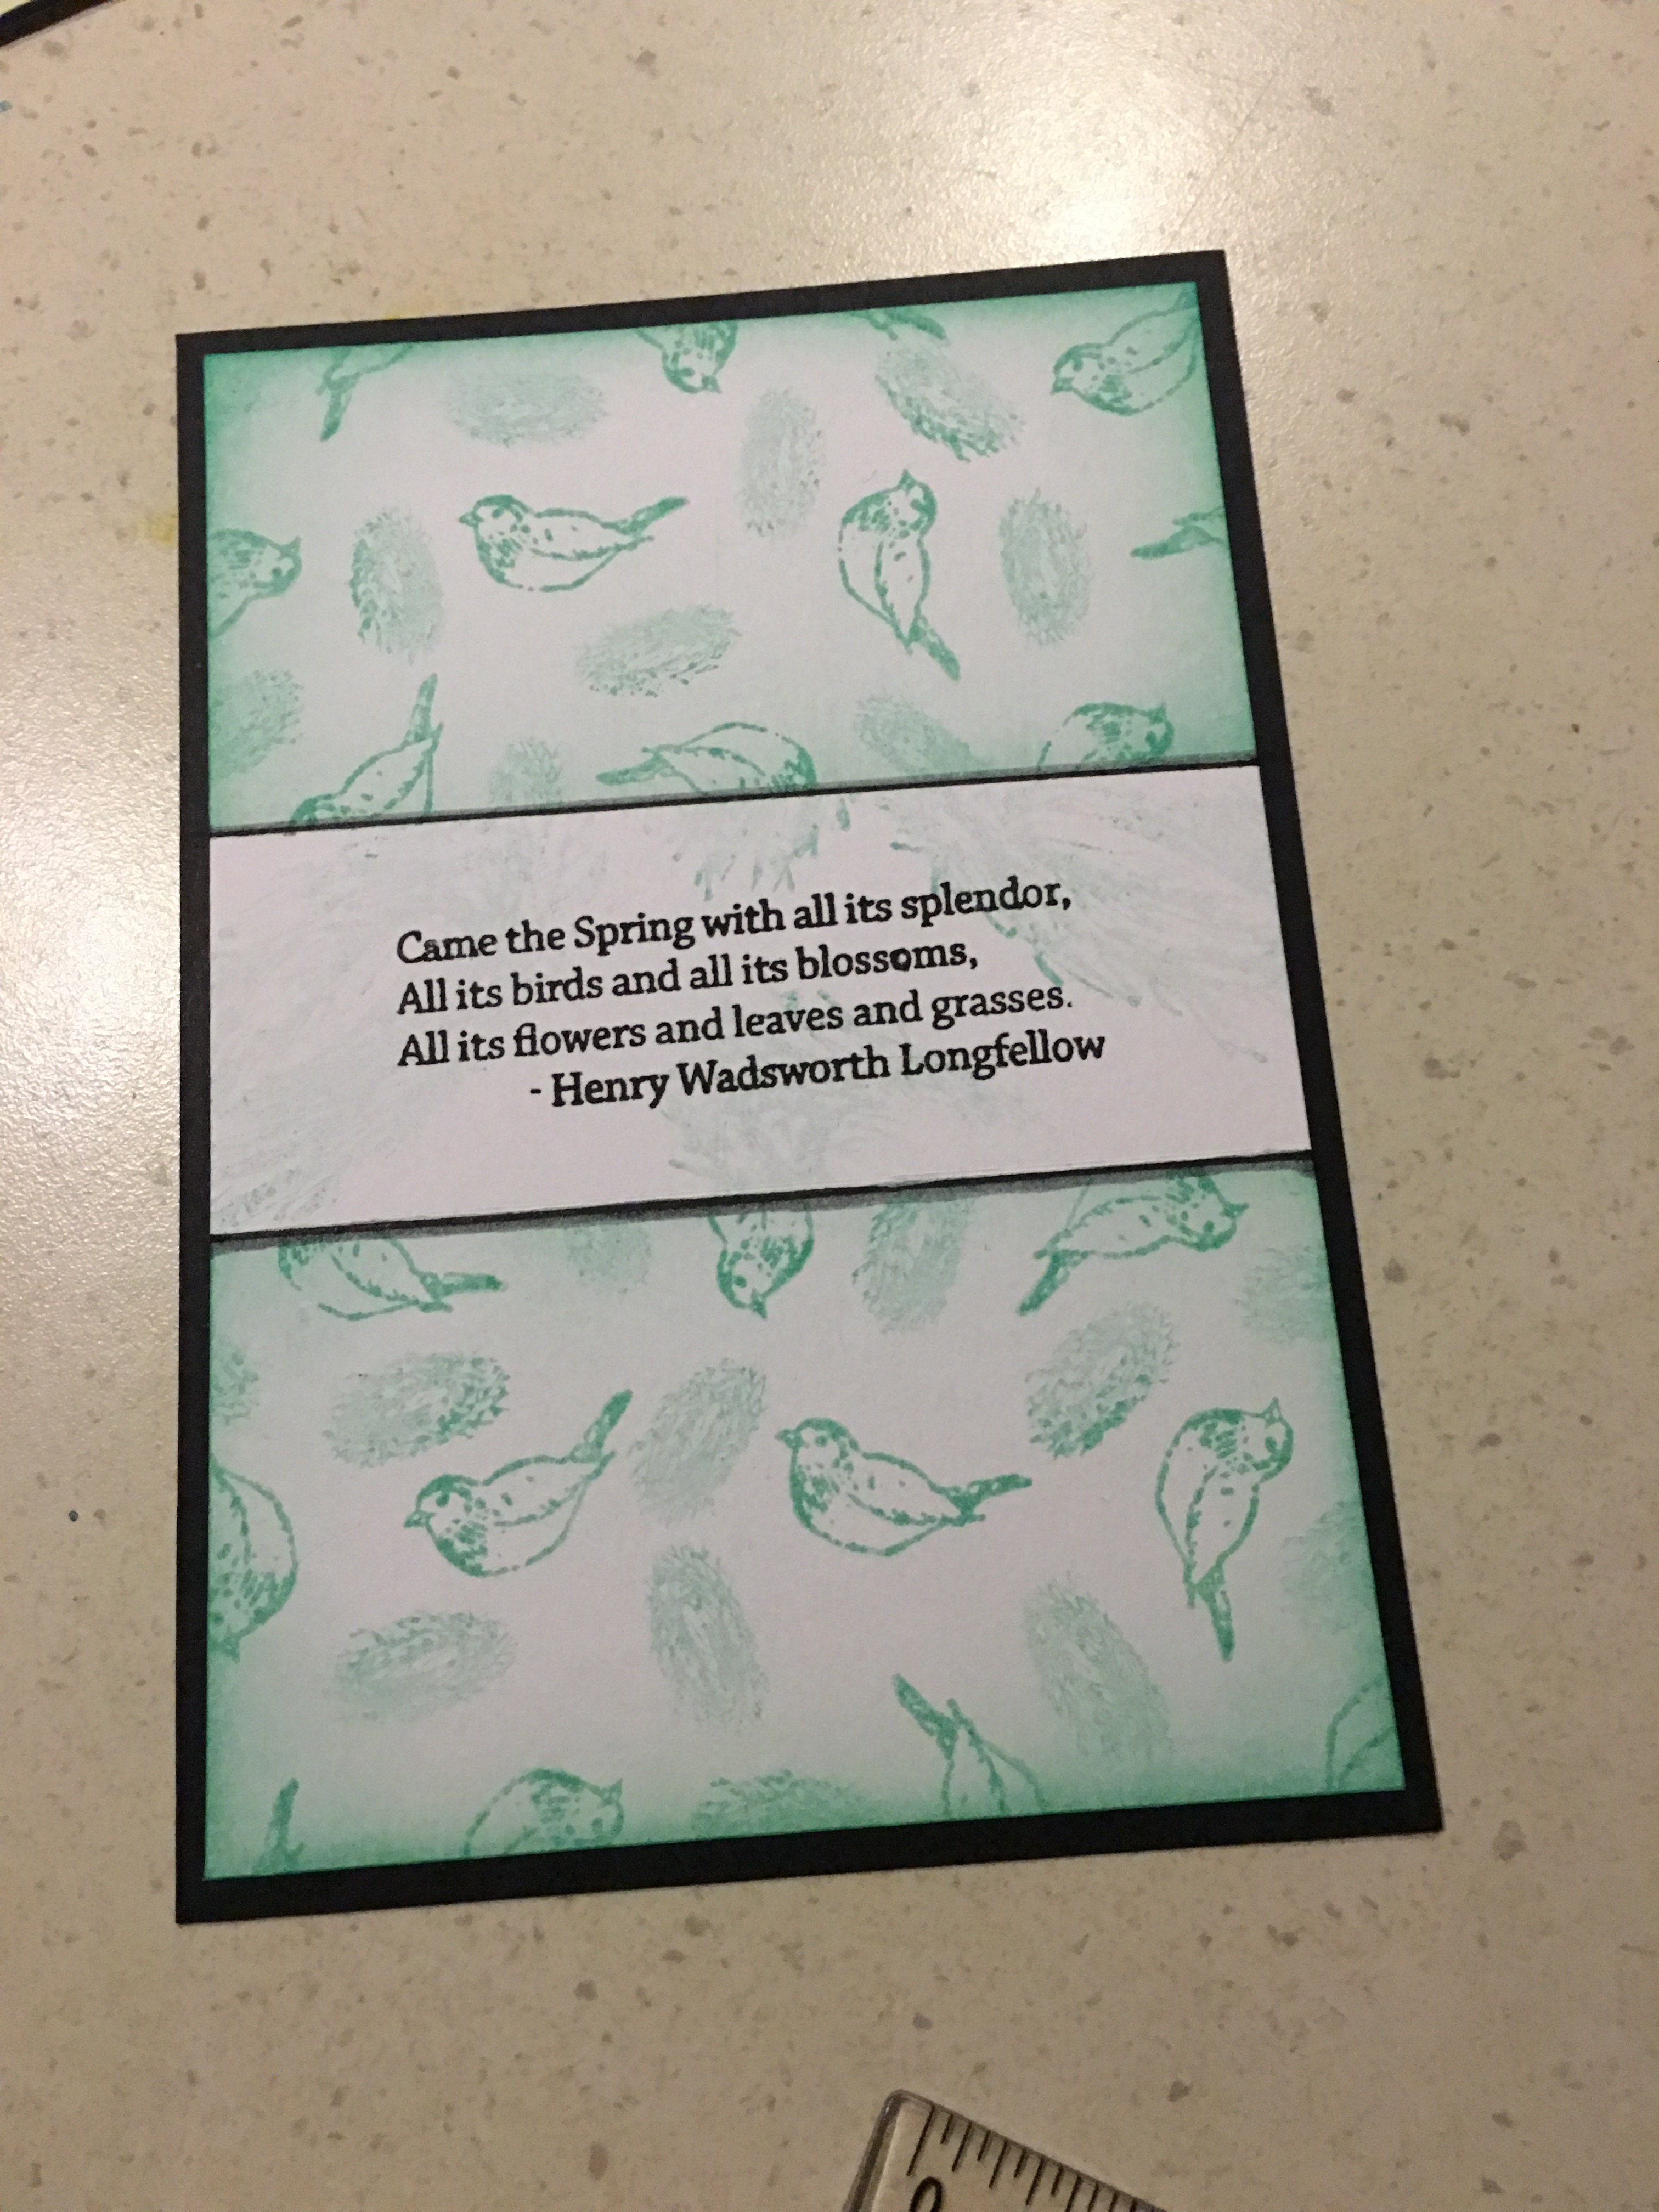 Came the Spring with all its splendor,
All its birds and all its blossoms,
All its flowers and leaves and grasses.
- Henry Wadsworth Longfellow
0